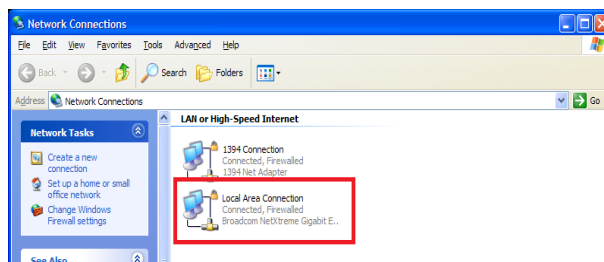 Network Connections
File Edit View Favorites Tools Advanced Help
Back Search Folders
Address Network Connections Go
Network Tasks
Create a new
connection
Set up a home or small
office network
Change Windows
Firewall settings
See Also
LAN or High-Speed Internet
1394 Connection
Connected, Firewalled
1394 Net Adapter
Local Area Connection
Connected, Firewalled
Broadcom NetXtreme Gigabit E..